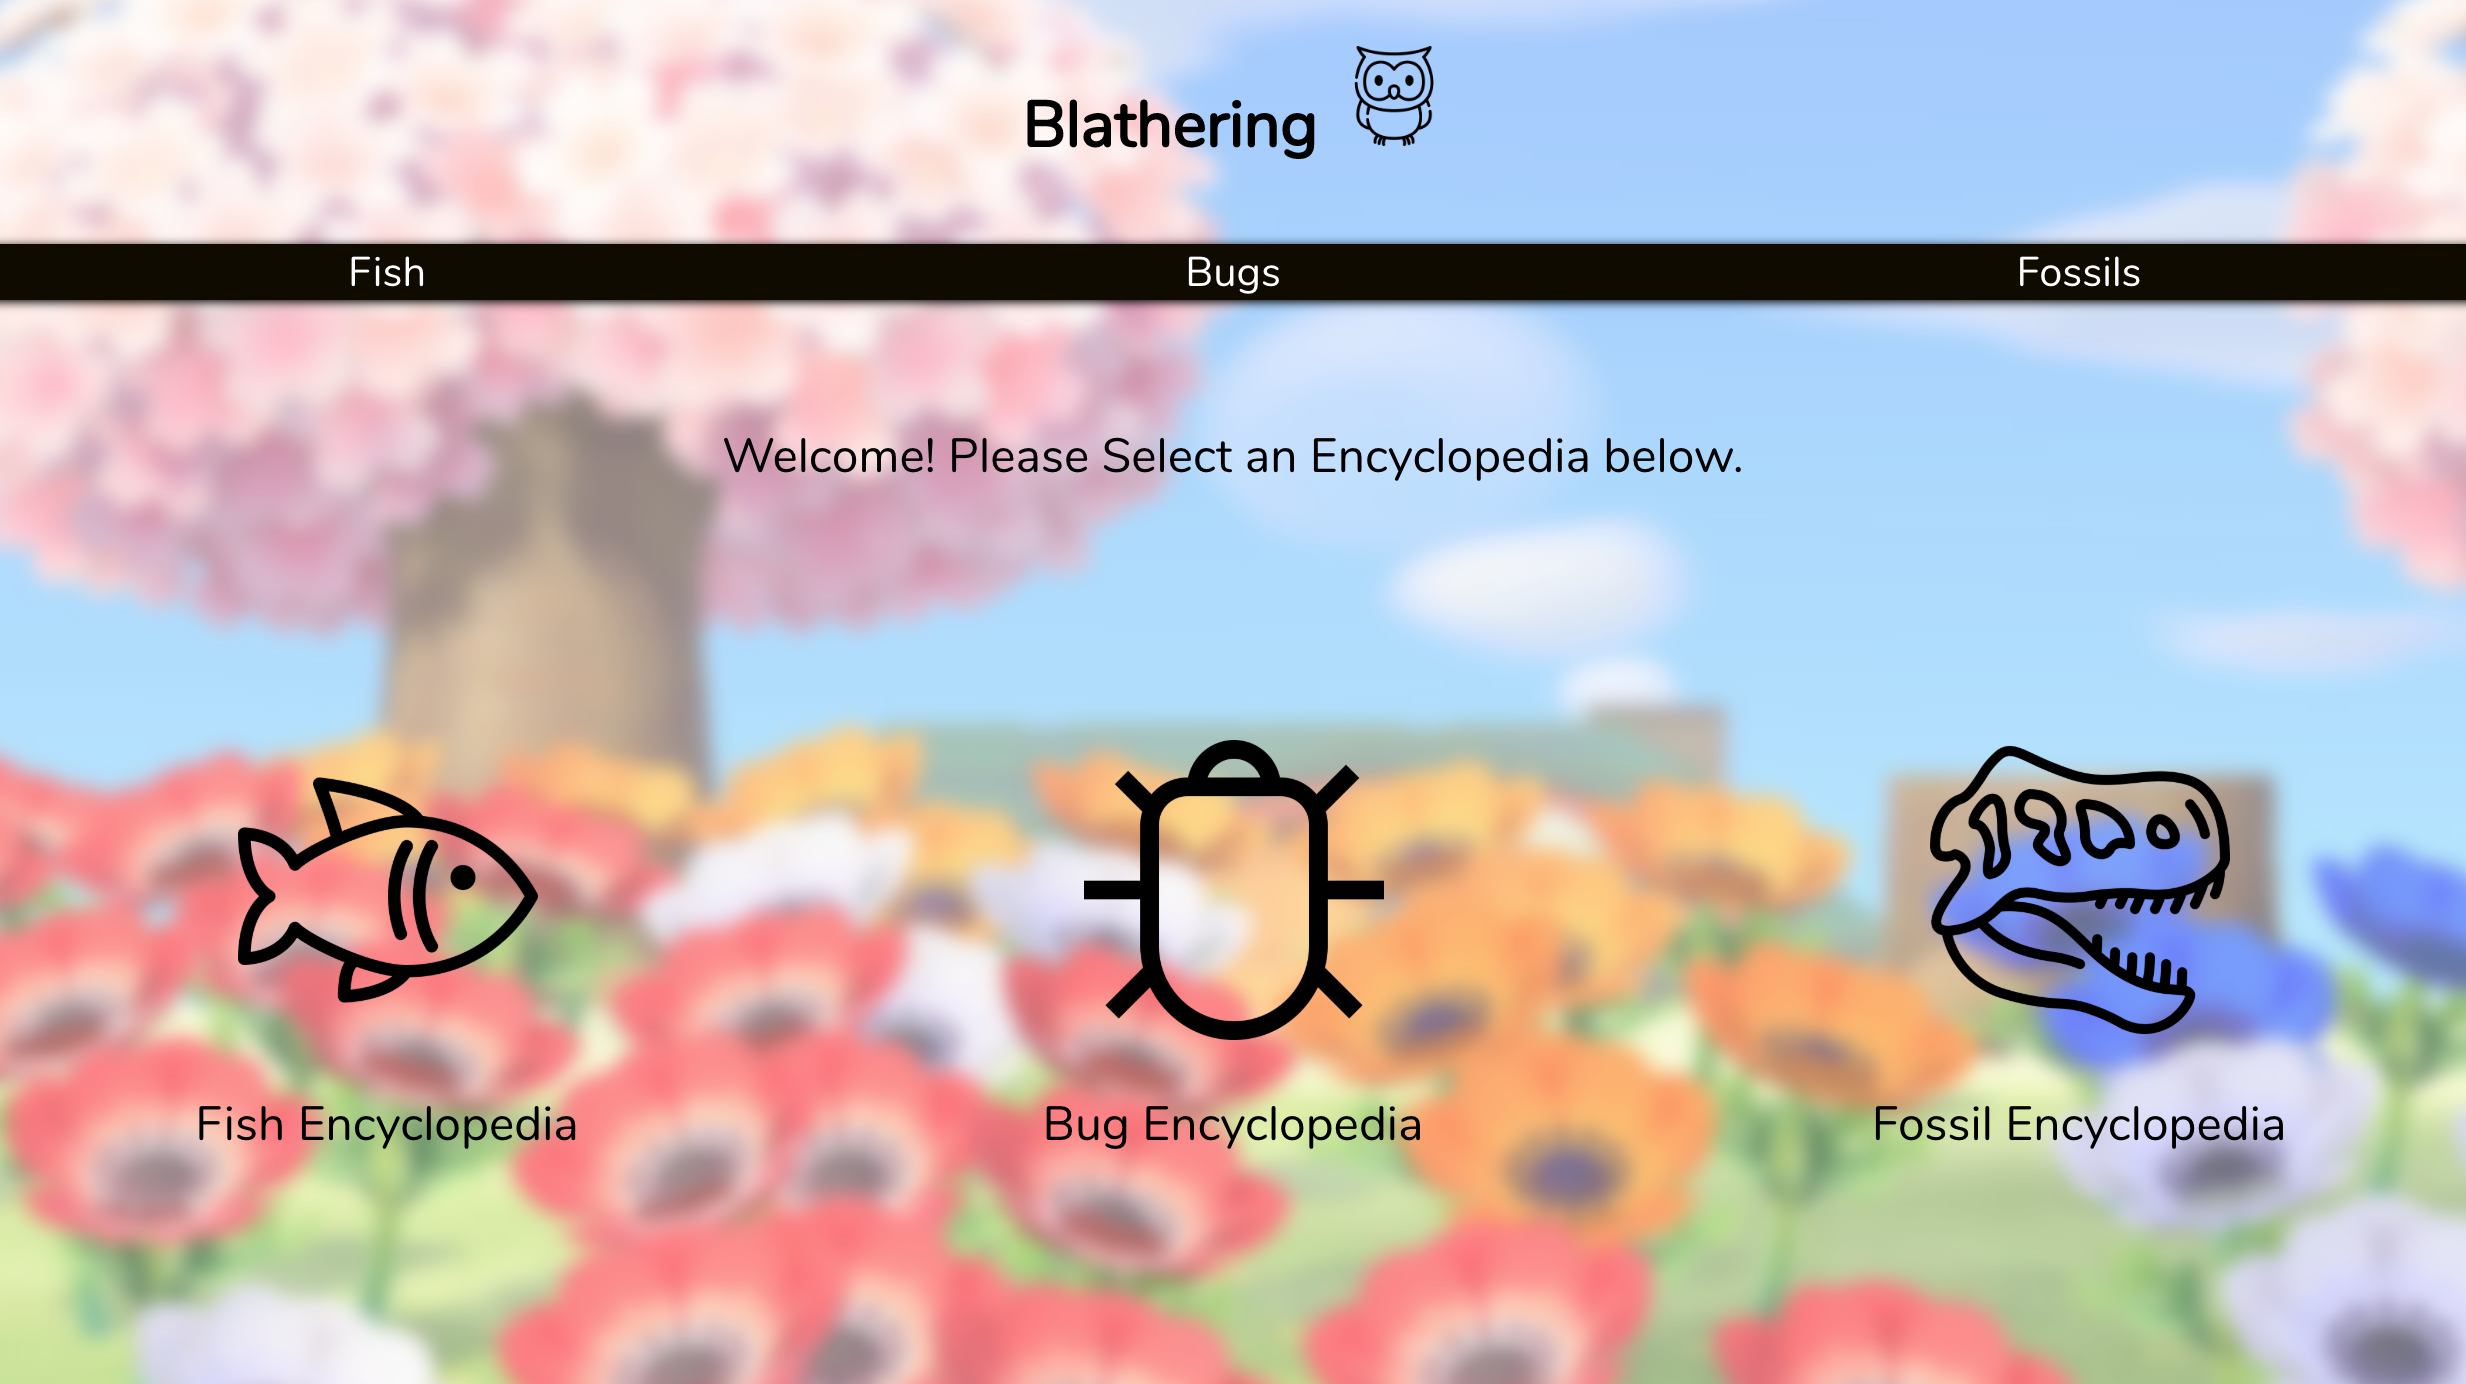 Blathering
Fish
Bugs
Fossils
Welcome! Please Select an Encyclopedia below.
Fish Encyclopedia
Bug Encyclopedia
Fossil Encyclopedia